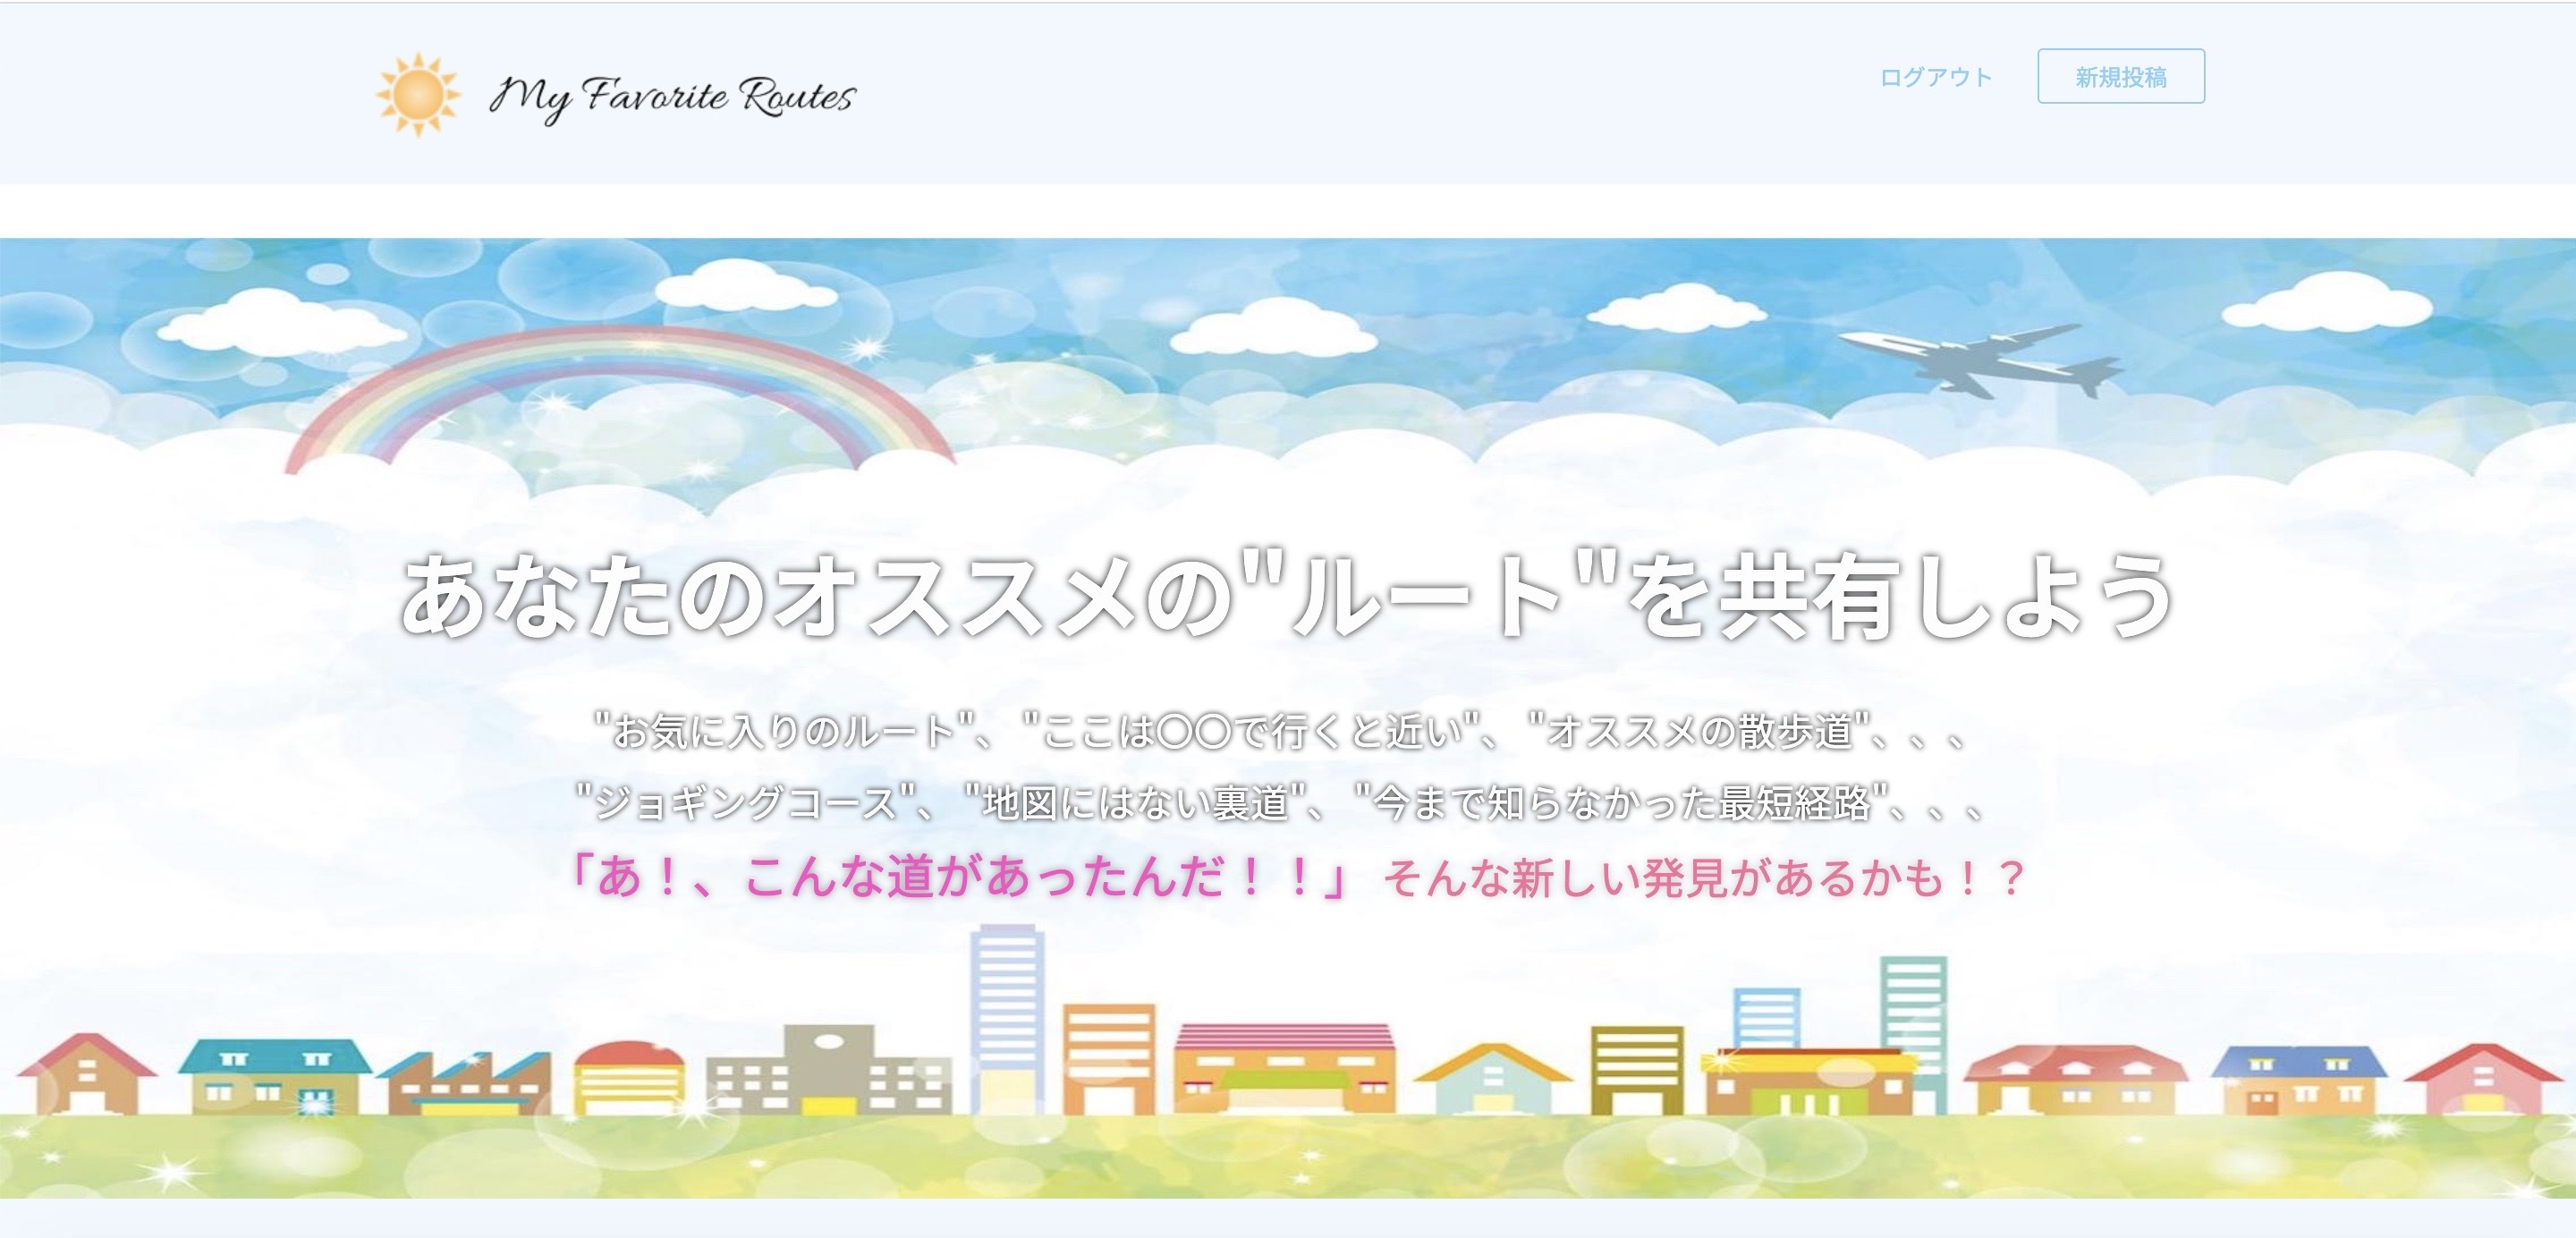 My Favorite Routes
ログアウト
新規投稿
あなたのオススメの"ルート"を共有しよう
"お気に入りのルート"、 "ここは〇〇で行くと近い"、 "オススメの散歩道"、、、
"ジョギングコース"、 "地図にはない裏道"、 "今まで知らなかった最短経路"、、、
「あ！、こんな道があったんだ！！」 そんな新しい発見があるかも！？